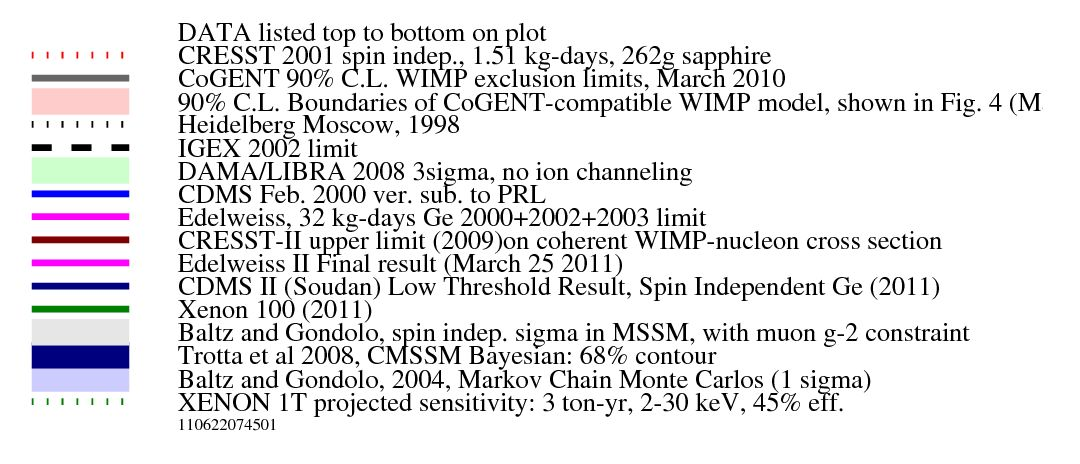 DATA listed top to bottom on plot
CRESST 2001 spin indep., 1.51 kg-days, 262g sapphire
CoGENT 90% C.L. WIMP exclusion limits, March 2010
90% C.L. Boundaries of CoGENT-compatible WIMP model, shown in Fig. 4 (M
Heidelberg Moscow, 1998
IGEX 2002 limit
DAMA/LIBRA 2008 3sigma, no ion channeling
CDMS Feb. 2000 ver. sub. to PRL
Edelweiss, 32 kg-days Ge 2000+2002+2003 limit
CRESST-II upper limit (2009)on coherent WIMP-nucleon cross section
Edelweiss II Final result (March 25 2011)
CDMS II (Soudan) Low Threshold Result, Spin Independent Ge (2011)
Xenon 100 (2011)
Baltz and Gondolo, spin indep. sigma in MSSM, with muon g-2 constraint
Trotta et al 2008, CMSSM Bayesian: 68% contour
Baltz and Gondolo, 2004, Markov Chain Monte Carlos (1 sigma)
XENON 1T projected sensitivity: 3 ton-yr, 2-30 keV, 45% eff.
110622074501